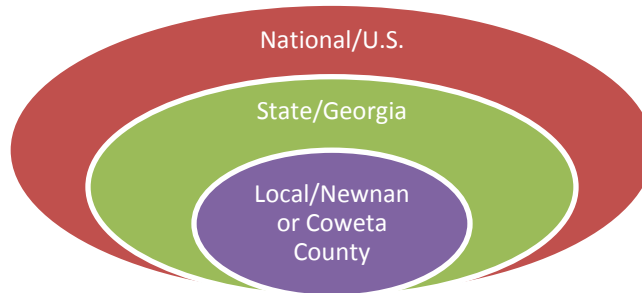 National/U.S.
State/Georgia
Local/Newnan
or Coweta
County